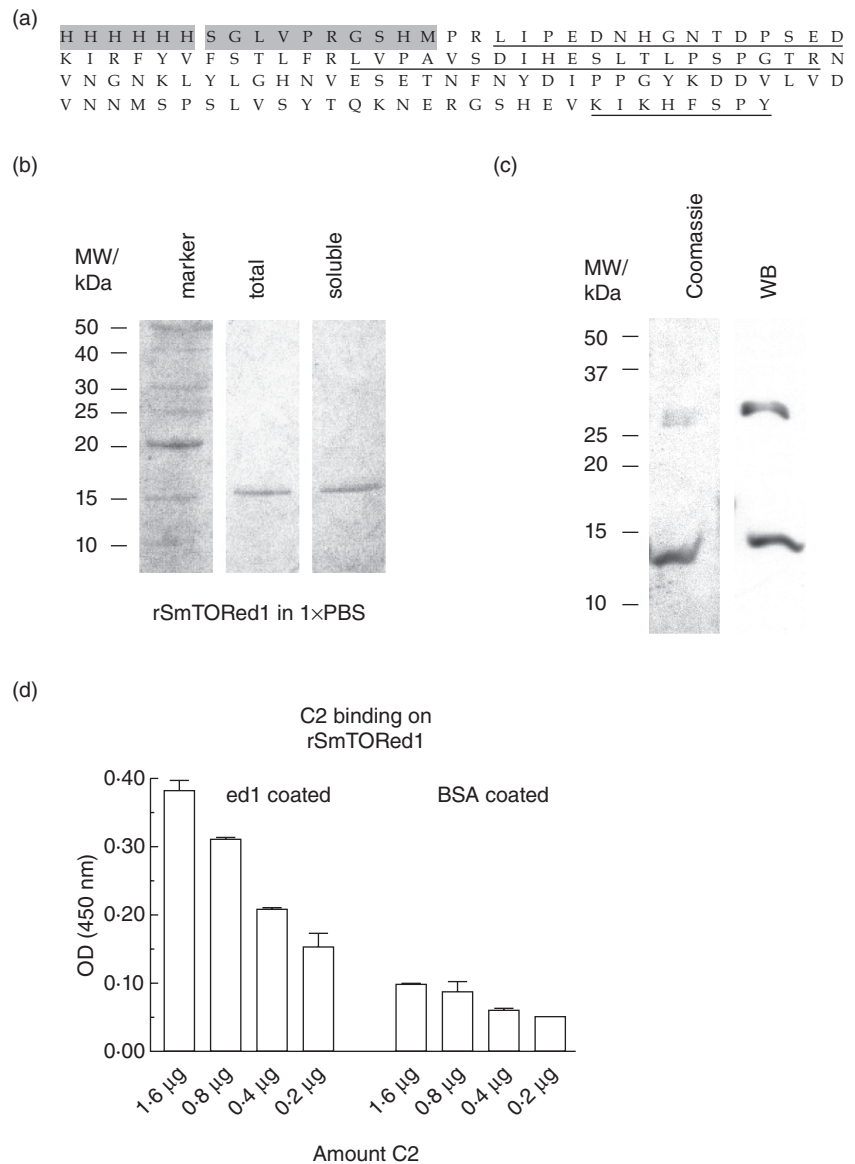 (a)
H H H H H H S G L V P R G S H M P R L I P E D N H G N T D P S E D
K I R F Y V F S T L F R L V P A V S D I H E S L T L P S P G T R N
V N G N K L Y L G H N V E S E T N F N Y D I P P G Y K D D V L V D
V N N M S P S L V S Y T Q K N E R G S H E V K I K H F S P Y
(b)
MW/
kDa
marker
total
soluble
50
40
30
25
20
15
10
rSmTORed1 in 1×PBS
(c)
MW/
kDa
Coomassie
WB
50
37
25
20
15
10
(d)
C2 binding on
rSmTORed1
ed1 coated
BSA coated
OD (450 nm)
0·40
0·30
0·20
0·10
0·00
1·6 µg
0·8 µg
0·4 µg
0·2 µg
1·6 µg
0·8 µg
0·4 µg
0·2 µg
Amount C2